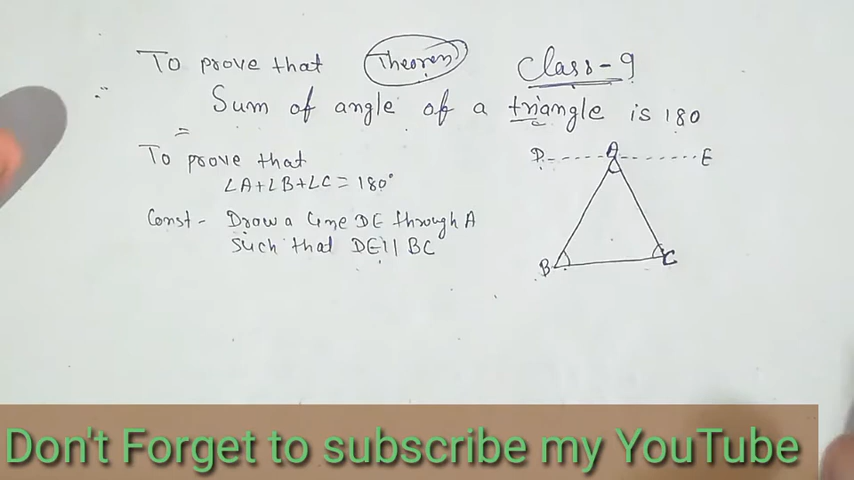 To prove that Theorem Class-9
Sum of angle of a triangle is 180
=
To prove that
∠A+∠B+∠C=180°
Const- Draw a line DE through A
such that DE || BC
D A E
B C
Don't Forget to subscribe my YouTube